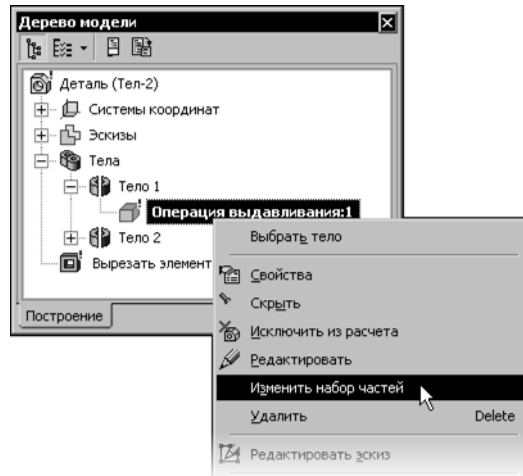 Дерево модели
Деталь (Тел-2)
Системы координат
Эскизы
Тела
Тело 1
Операция выдавливания:1
Тело 2
Вырезать элемент
Построение
Выбрать тело
Свойства
Скрыть
Исключить из расчета
Редактировать
Изменить набор частей
Удалить Delete
Редактировать эскиз